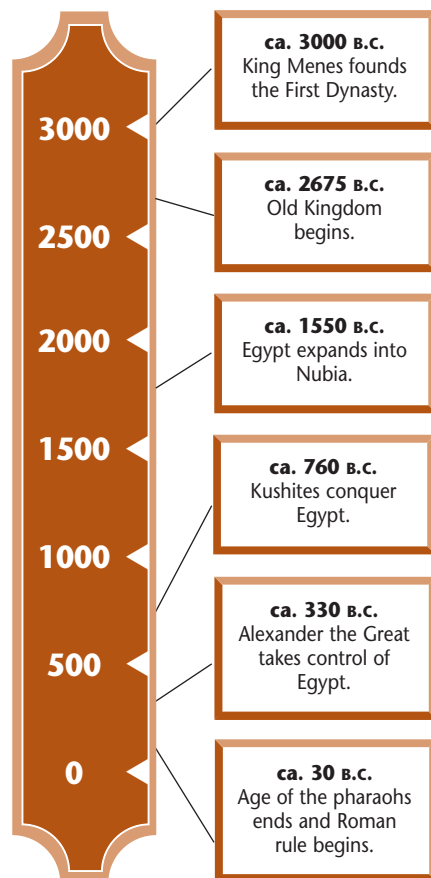 3000
2500
2000
1500
1000
500
0
ca. 3000 B.C.
King Menes founds
the First Dynasty.
ca. 2675 B.C.
Old Kingdom
begins.
ca. 1550 B.C.
Egypt expands into
Nubia.
ca. 760 B.C.
Kushites conquer
Egypt.
ca. 330 B.C.
Alexander the Great
takes control of
Egypt.
ca. 30 B.C.
Age of the pharaohs
ends and Roman
rule begins.